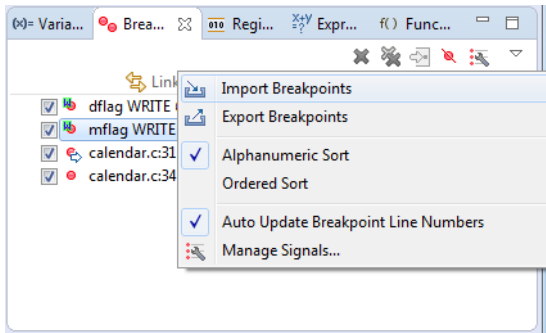 (x)= Varia... Brea... 010 Regi... x+y =? Expr... f() Func...
Link
Import Breakpoints
dflag WRITE
Export Breakpoints
mflag WRITE
calendar.c:31
Alphanumeric Sort
calendar.c:34
Ordered Sort
Auto Update Breakpoint Line Numbers
Manage Signals...